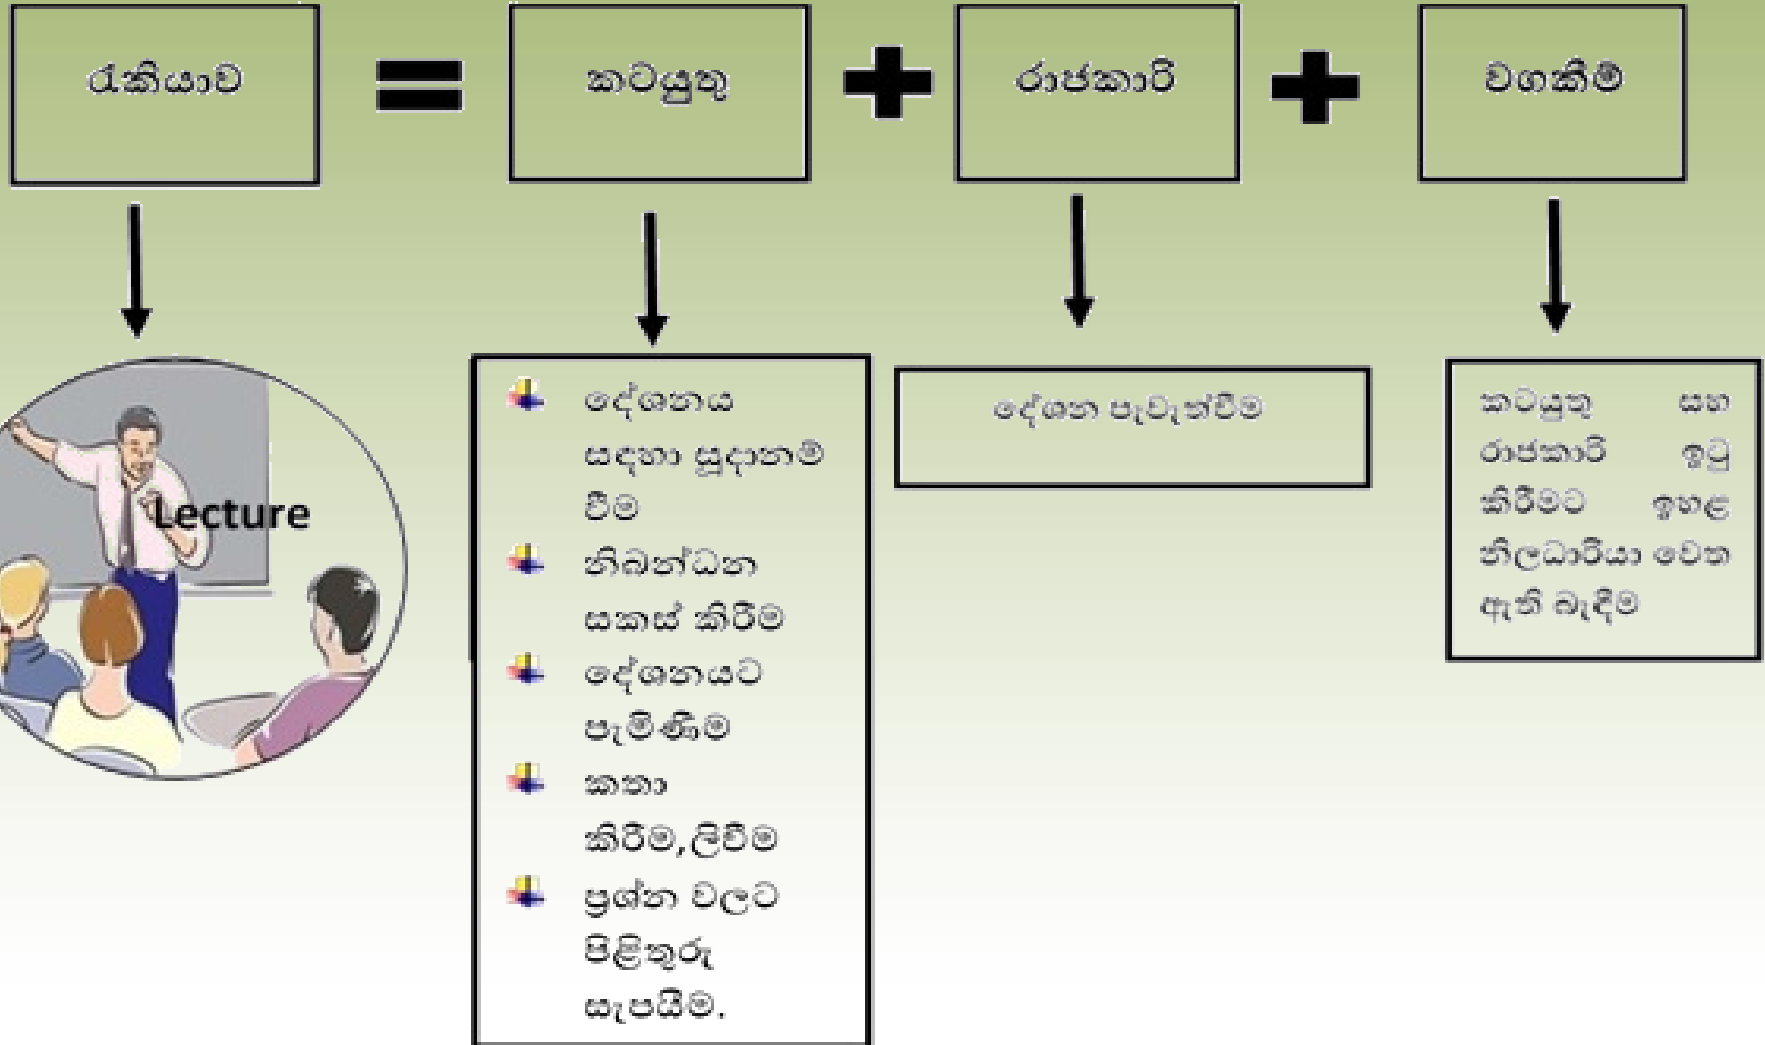 රැකියාව
කටයුතු
රාජකාරි
වගකීම්
Lecture
දේශනය
සඳහා සූදානම්
වීම
නිබන්ධන
සකස් කිරීම
දේශනයට
පැමිණීම
කතා
කිරීම,ලිවීම
ප්‍රශ්න වලට
පිළිතුරු
සැපයීම.
දේශන පැවැත්වීම
කටයුතු සහ
රාජකාරි ඉටු
කිරීමට ඉහළ
නිලධාරියා වෙත
ඇති බැඳීම